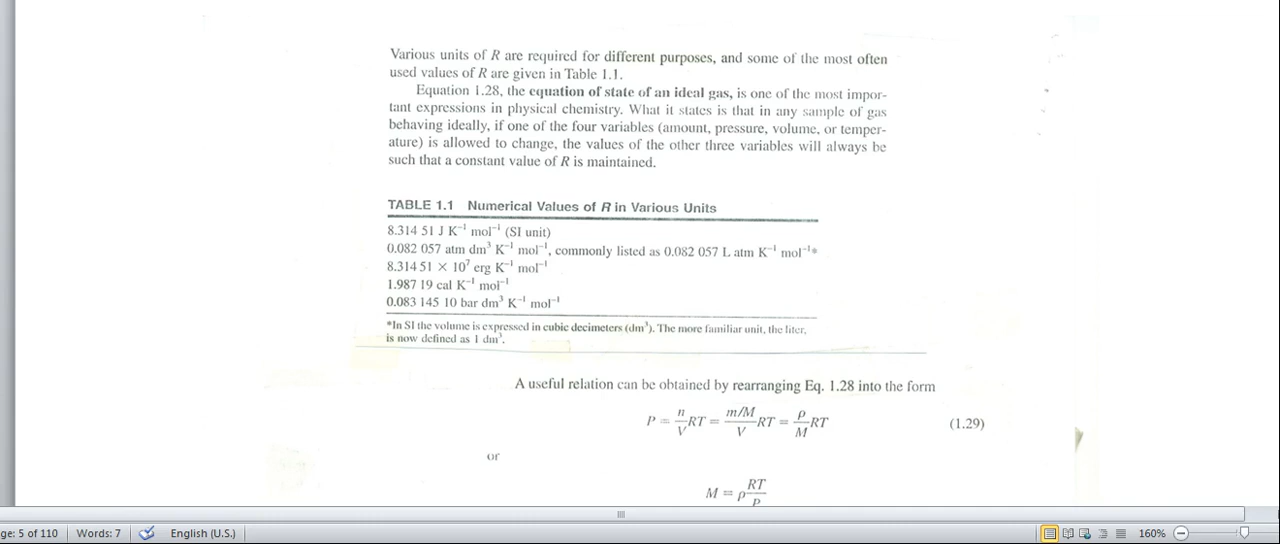 Various units of R are required for different purposes, and some of the most often
used values of R are given in Table 1.1.
Equation 1.28, the equation of state of an ideal gas, is one of the most impor-
tant expressions in physical chemistry. What it states is that in any sample of gas
behaving ideally, if one of the four variables (amount, pressure, volume, or temper-
ature) is allowed to change, the values of the other three variables will always be
such that a constant value of R is maintained.
TABLE 1.1 Numerical Values of R in Various Units
8.314 51 J K⁻¹ mol⁻¹ (SI unit)
0.082 057 atm dm³ K⁻¹ mol⁻¹, commonly listed as 0.082 057 L atm K⁻¹ mol⁻¹*
8.314 51 × 10⁷ erg K⁻¹ mol⁻¹
1.987 19 cal K⁻¹ mol⁻¹
0.083 145 10 bar dm³ K⁻¹ mol⁻¹
*In SI the volume is expressed in cubic decimeters (dm³). The more familiar unit, the liter,
is now defined as 1 dm³.
A useful relation can be obtained by rearranging Eq. 1.28 into the form
P = n/V RT = m/M / V RT = ρ/M RT (1.29)
or
M = ρ RT/P
ge: 5 of 110 Words: 7 English (U.S.) 160%